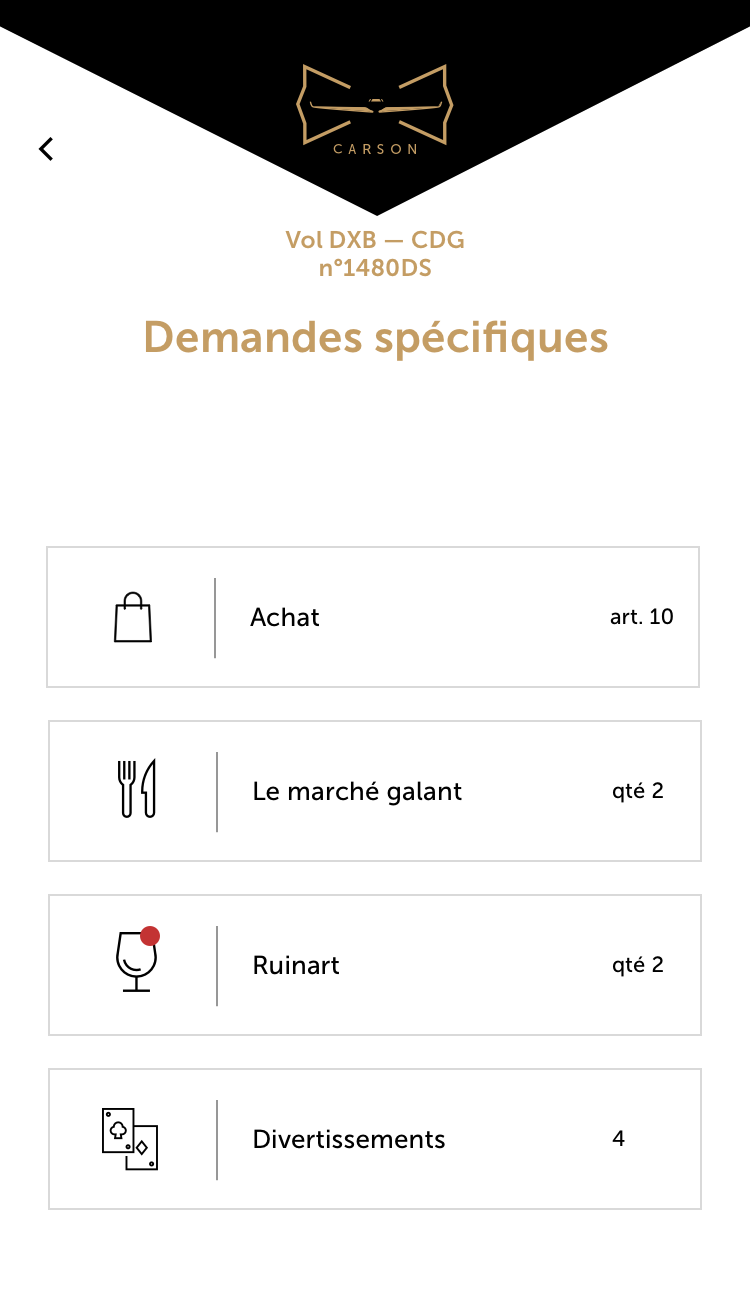 CARSON
Vol DXB — CDG
n°1480DS
Demandes spécifiques
Achat art. 10
Le marché galant qté 2
Ruinart qté 2
Divertissements 4